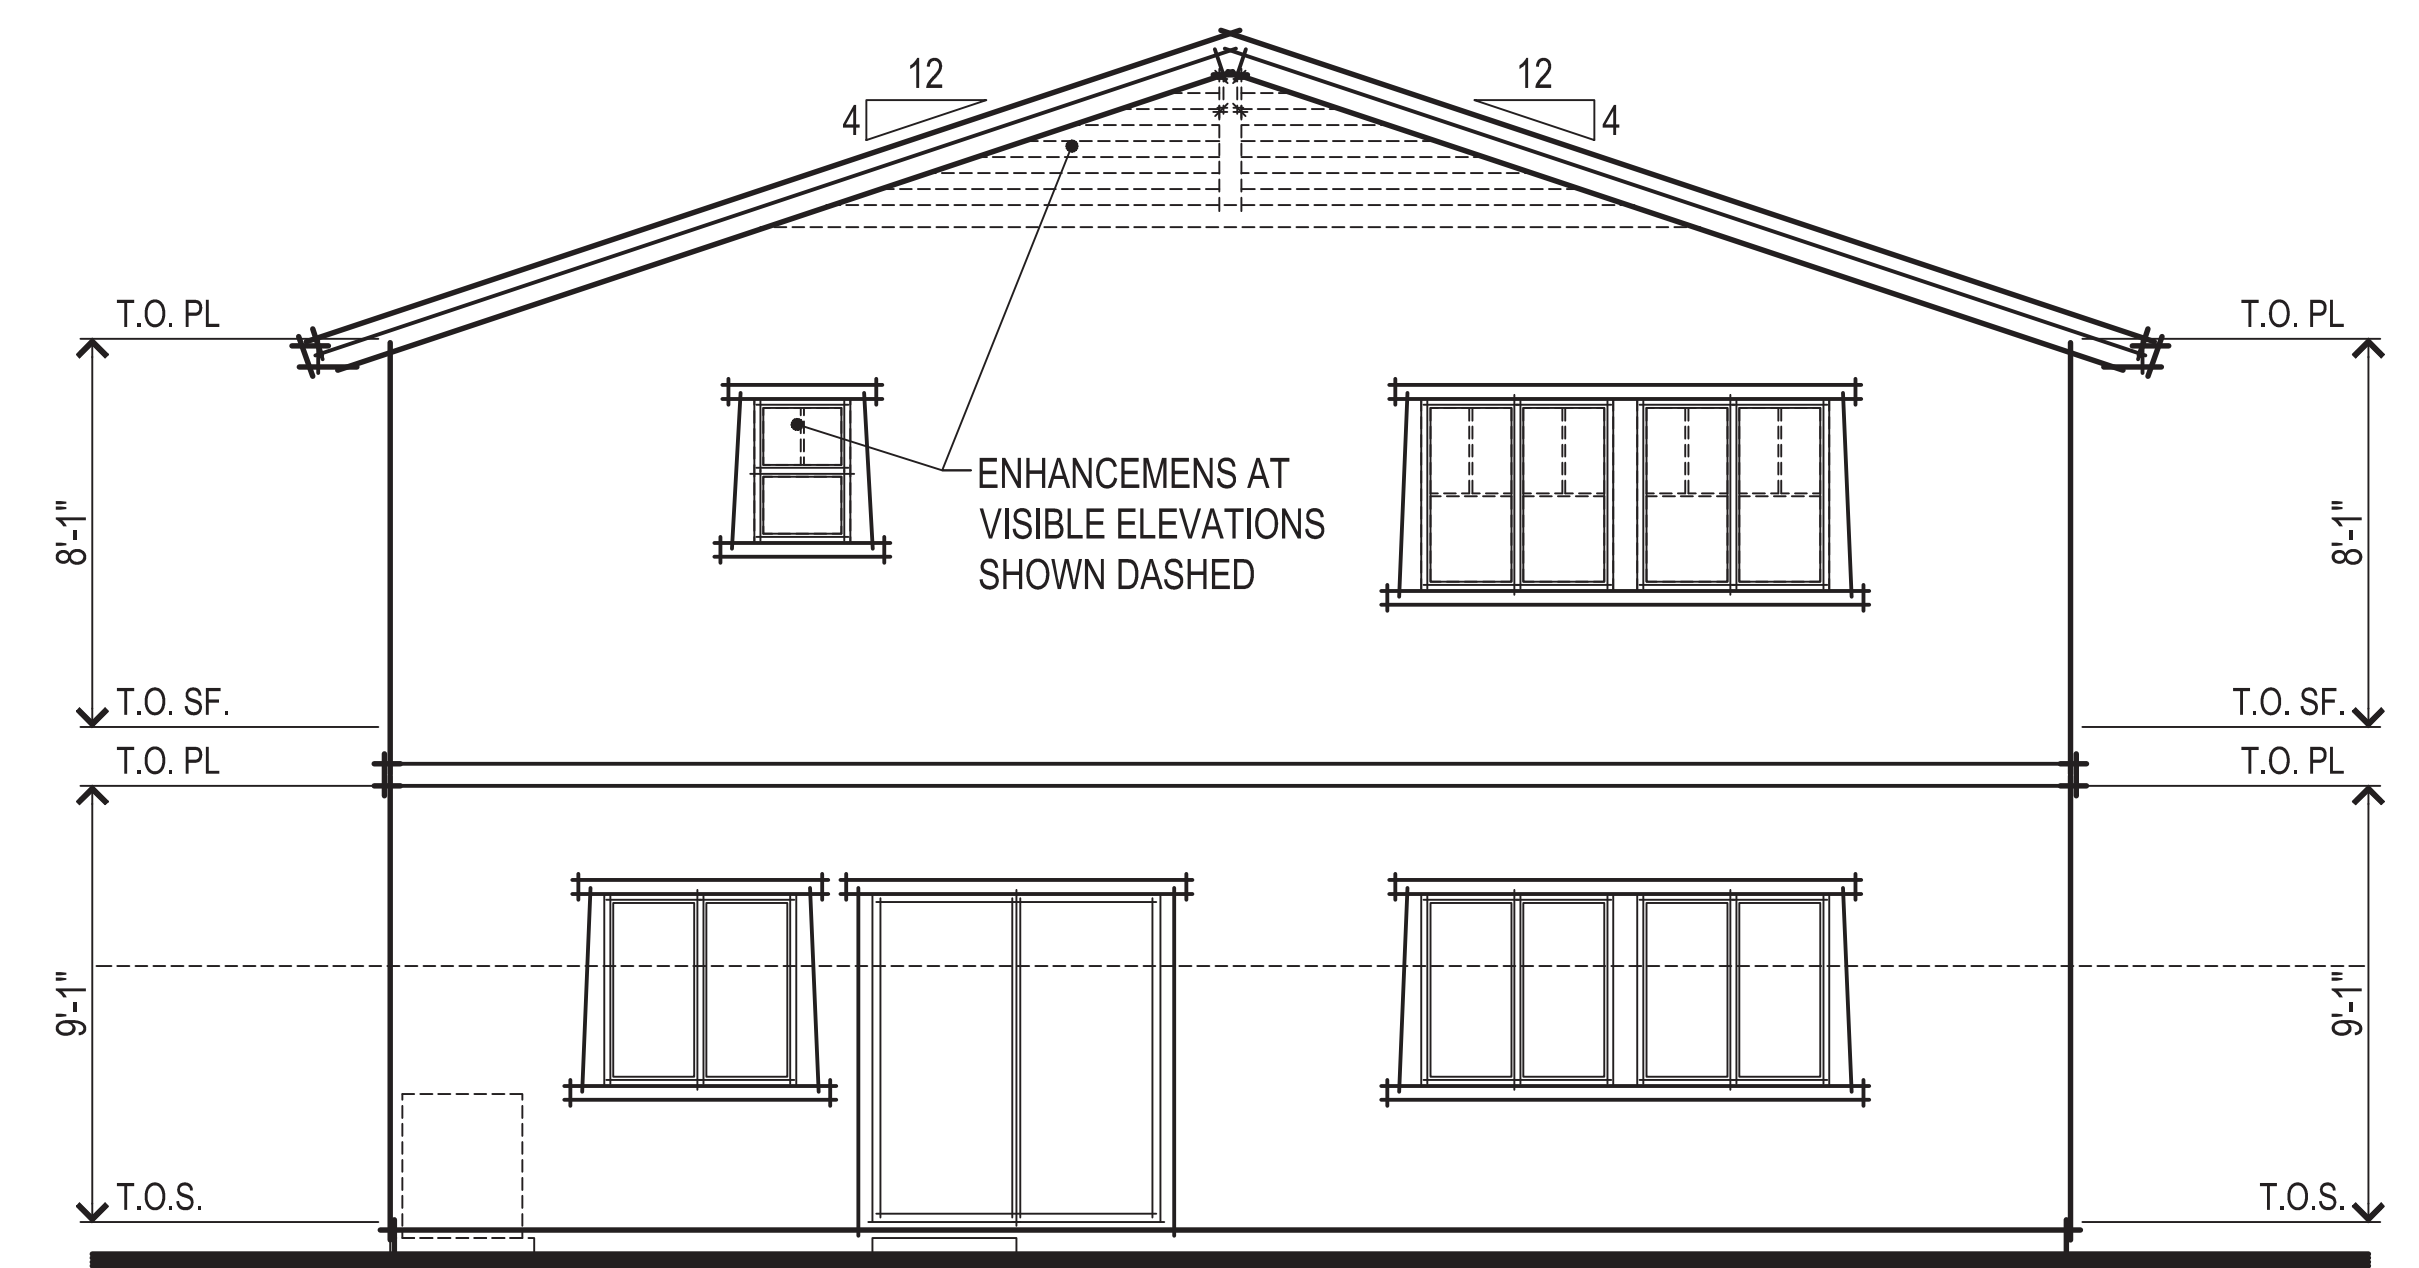 12
12
4
4
T.O. PL
T.O. PL
ENHANCEMENS AT
VISIBLE ELEVATIONS
SHOWN DASHED
8'-1"
8'-1"
T.O. SF.
T.O. SF.
T.O. PL
T.O. PL
9'-1"
9'-1"
T.O.S.
T.O.S.